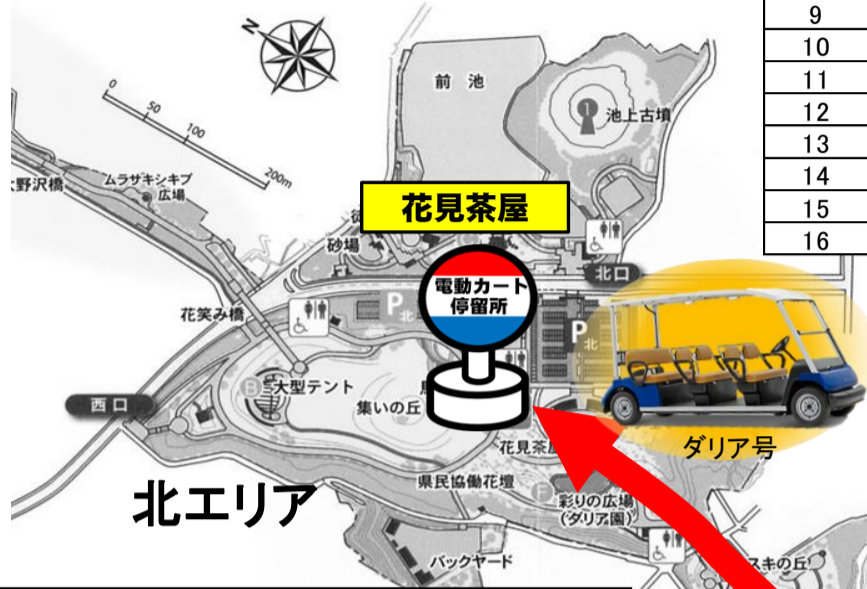 9
10
11
12
13
14
15
16
N
0
50
100
200m
前 池
1
池上古墳
野沢橋
ムラサキシキブ
広場
花見茶屋
砂場
北口
電動カート
停留所
P北
P北
花笑み橋
B
大型テント
西口
集いの丘
花見茶屋
ダリア号
県民協働花壇
F
彩りの広場
(ダリア園)
北エリア
バックヤード
スキの丘